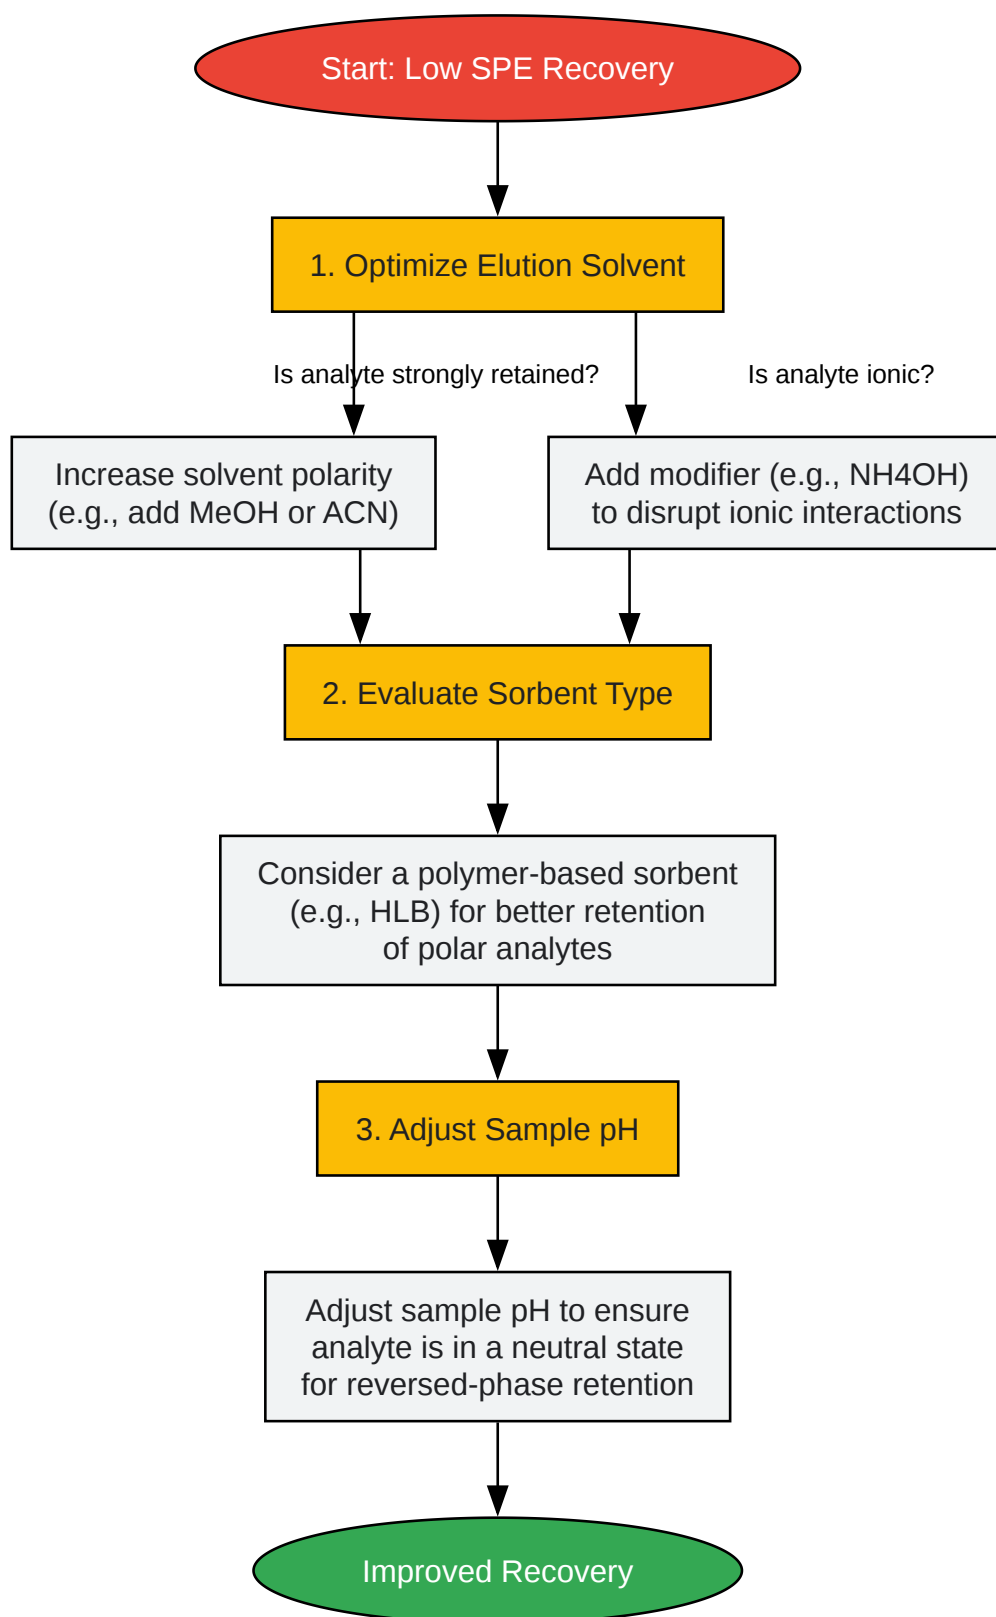 Start: Low SPE Recovery
1. Optimize Elution Solvent
Is analyte strongly retained?
Is analyte ionic?
Increase solvent polarity
(e.g., add MeOH or ACN)
Add modifier (e.g., NH4OH)
to disrupt ionic interactions
2. Evaluate Sorbent Type
Consider a polymer-based sorbent
(e.g., HLB) for better retention
of polar analytes
3. Adjust Sample pH
Adjust sample pH to ensure
analyte is in a neutral state
for reversed-phase retention
Improved Recovery